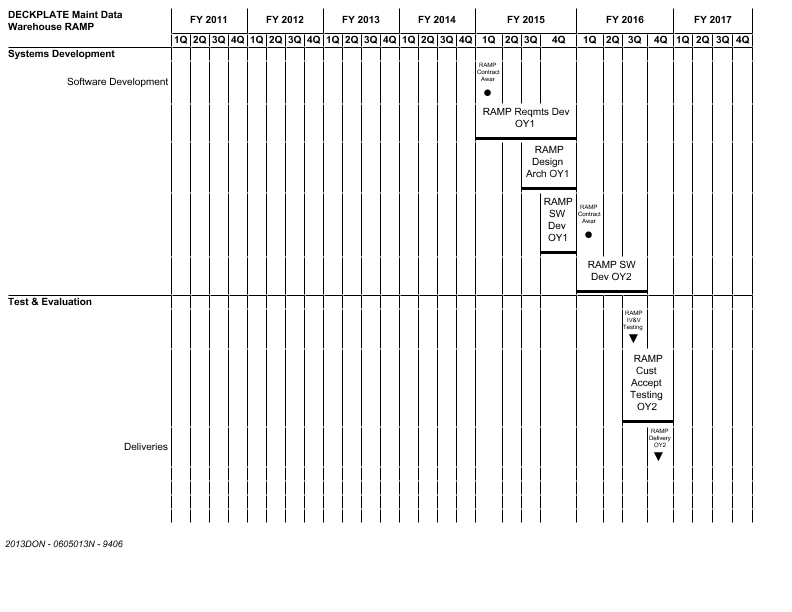 DECKPLATE Maint Data
Warehouse RAMP
FY 2011 FY 2012 FY 2013 FY 2014 FY 2015 FY 2016 FY 2017
1Q 2Q 3Q 4Q 1Q 2Q 3Q 4Q 1Q 2Q 3Q 4Q 1Q 2Q 3Q 4Q 1Q 2Q 3Q 4Q 1Q 2Q 3Q 4Q 1Q 2Q 3Q 4Q
Systems Development
Software Development
RAMP
Contract
Awar
RAMP Reqmts Dev
OY1
RAMP
Design
Arch OY1
RAMP
SW
Dev
OY1
RAMP
Contract
Awar
RAMP SW
Dev OY2
Test & Evaluation
RAMP
IV&V
Testing
RAMP
Cust
Accept
Testing
OY2
Deliveries
RAMP
Delivery
OY2
2013DON - 0605013N - 9406